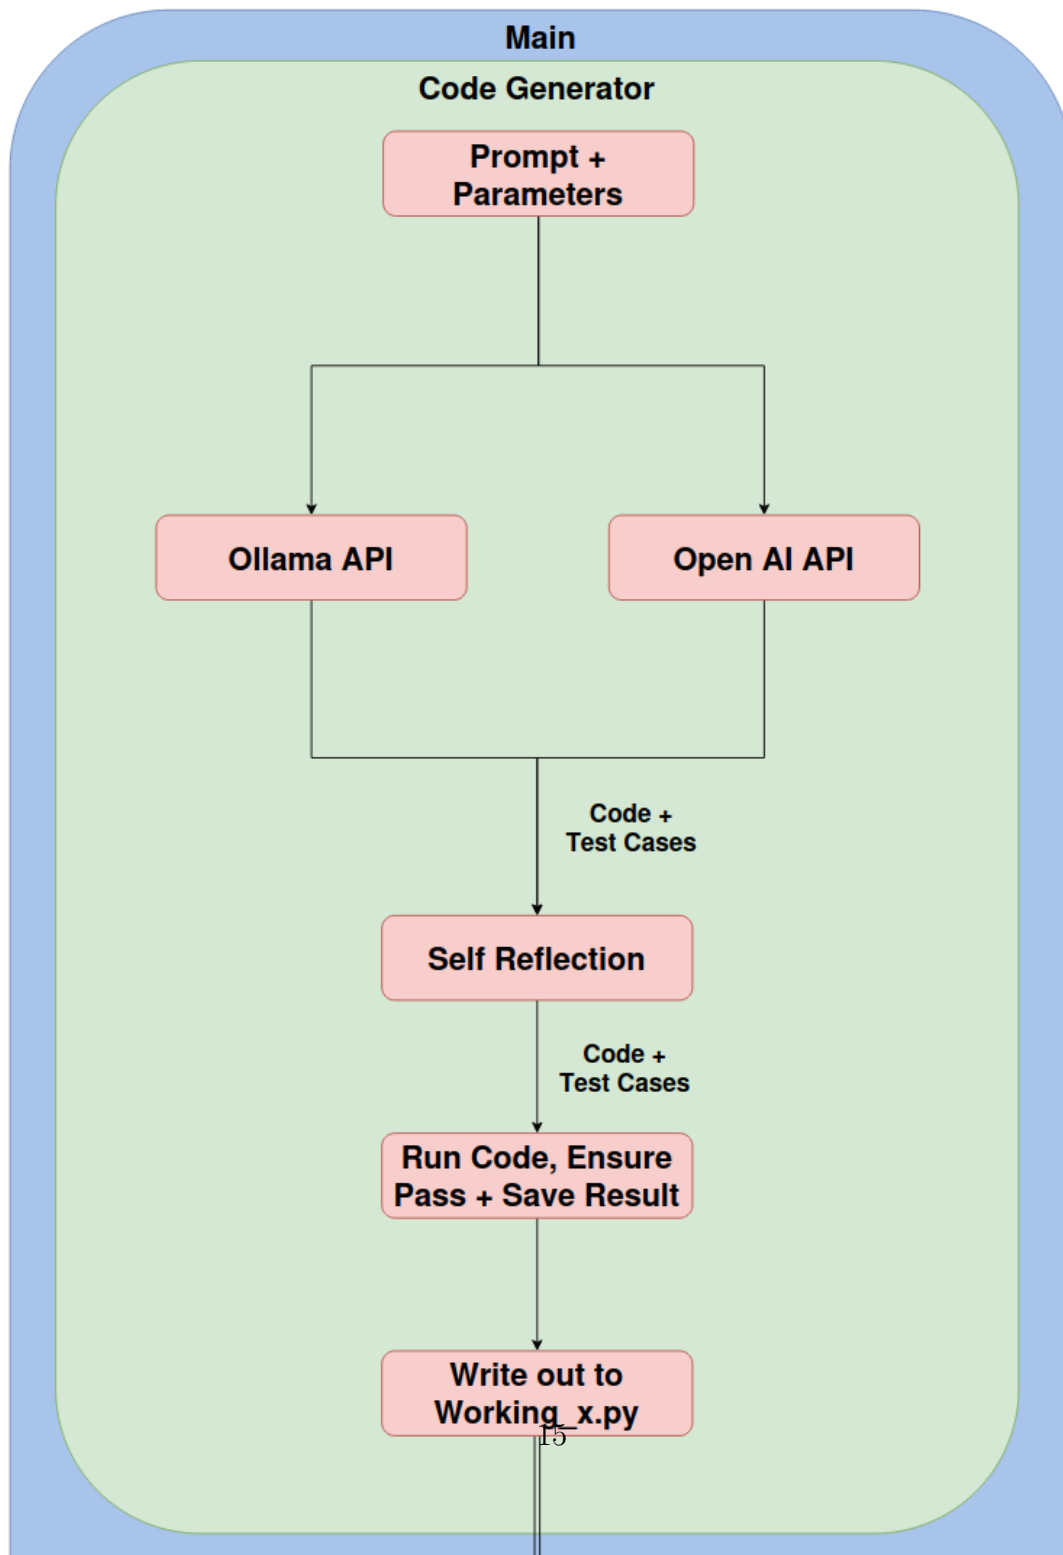 Main
Code Generator
Prompt +
Parameters
Ollama API
Open AI API
Code +
Test Cases
Self Reflection
Code +
Test Cases
Run Code, Ensure
Pass + Save Result
Write out to
Working_x.py
15